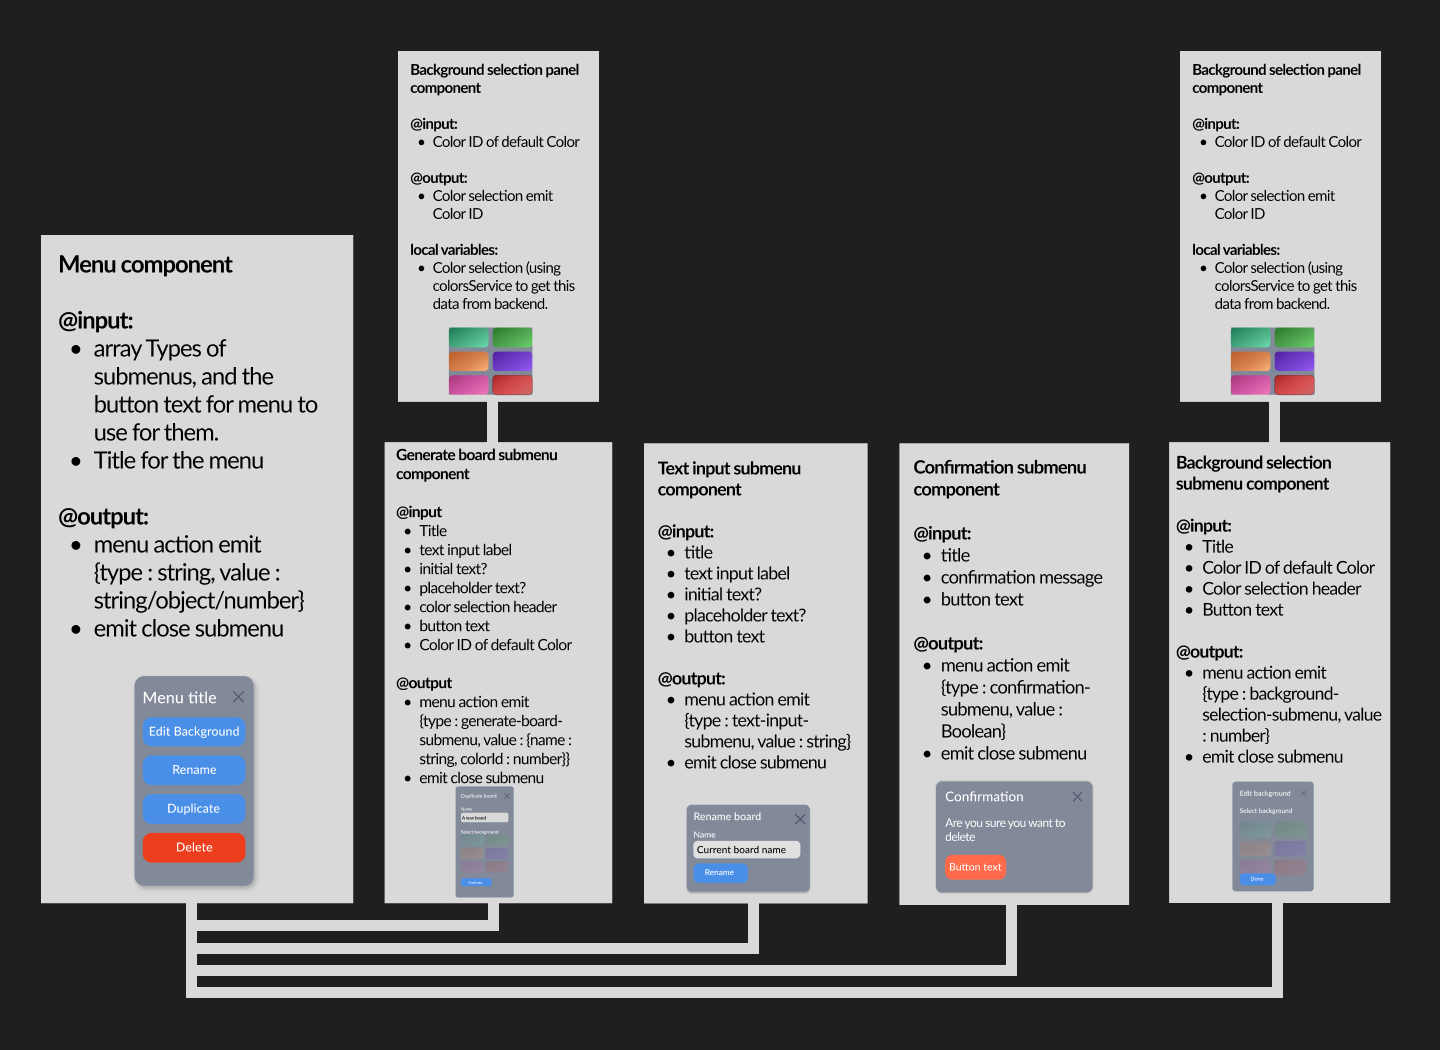 Background selection panel
component
@input:
• Color ID of default Color
@output:
• Color selection emit
Color ID
local variables:
• Color selection (using
colorsService to get this
data from backend.
Background selection panel
component
@input:
• Color ID of default Color
@output:
• Color selection emit
Color ID
local variables:
• Color selection (using
colorsService to get this
data from backend.
Menu component
@input:
• array Types of
submenus, and the
button text for menu to
use for them.
• Title for the menu
@output:
• menu action emit
{type : string, value :
string/object/number}
• emit close submenu
Menu title
Edit Background
Rename
Duplicate
Delete
Generate board submenu
component
@input
• Title
• text input label
• initial text?
• placeholder text?
• color selection header
• button text
• Color ID of default Color
@output
• menu action emit
{type : generate-board-
submenu, value : {name :
string, colorId : number}}
• emit close submenu
Duplicate board
Name
A new board
Select background
Duplicate
Text input submenu
component
@input:
• title
• text input label
• initial text?
• placeholder text?
• button text
@output:
• menu action emit
{type : text-input-
submenu, value : string}
• emit close submenu
Rename board
Name
Current board name
Rename
Confirmation submenu
component
@input:
• title
• confirmation message
• button text
@output:
• menu action emit
{type : confirmation-
submenu, value :
Boolean}
• emit close submenu
Confirmation
Are you sure you want to
delete
Button text
Background selection
submenu component
@input:
• Title
• Color ID of default Color
• Color selection header
• Button text
@output:
• menu action emit
{type : background-
selection-submenu, value
: number}
• emit close submenu
Edit background
Select background
Done